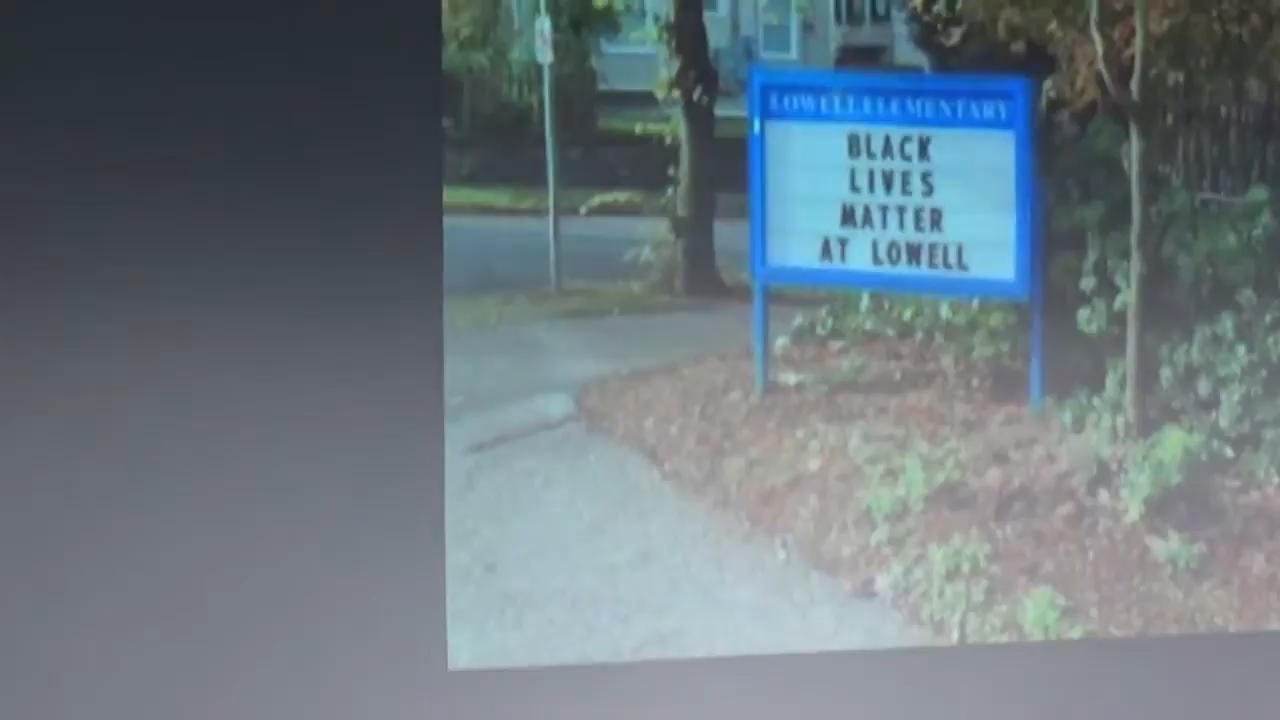 LOWELL ELEMENTARY
BLACK
LIVES
MATTER
AT LOWELL